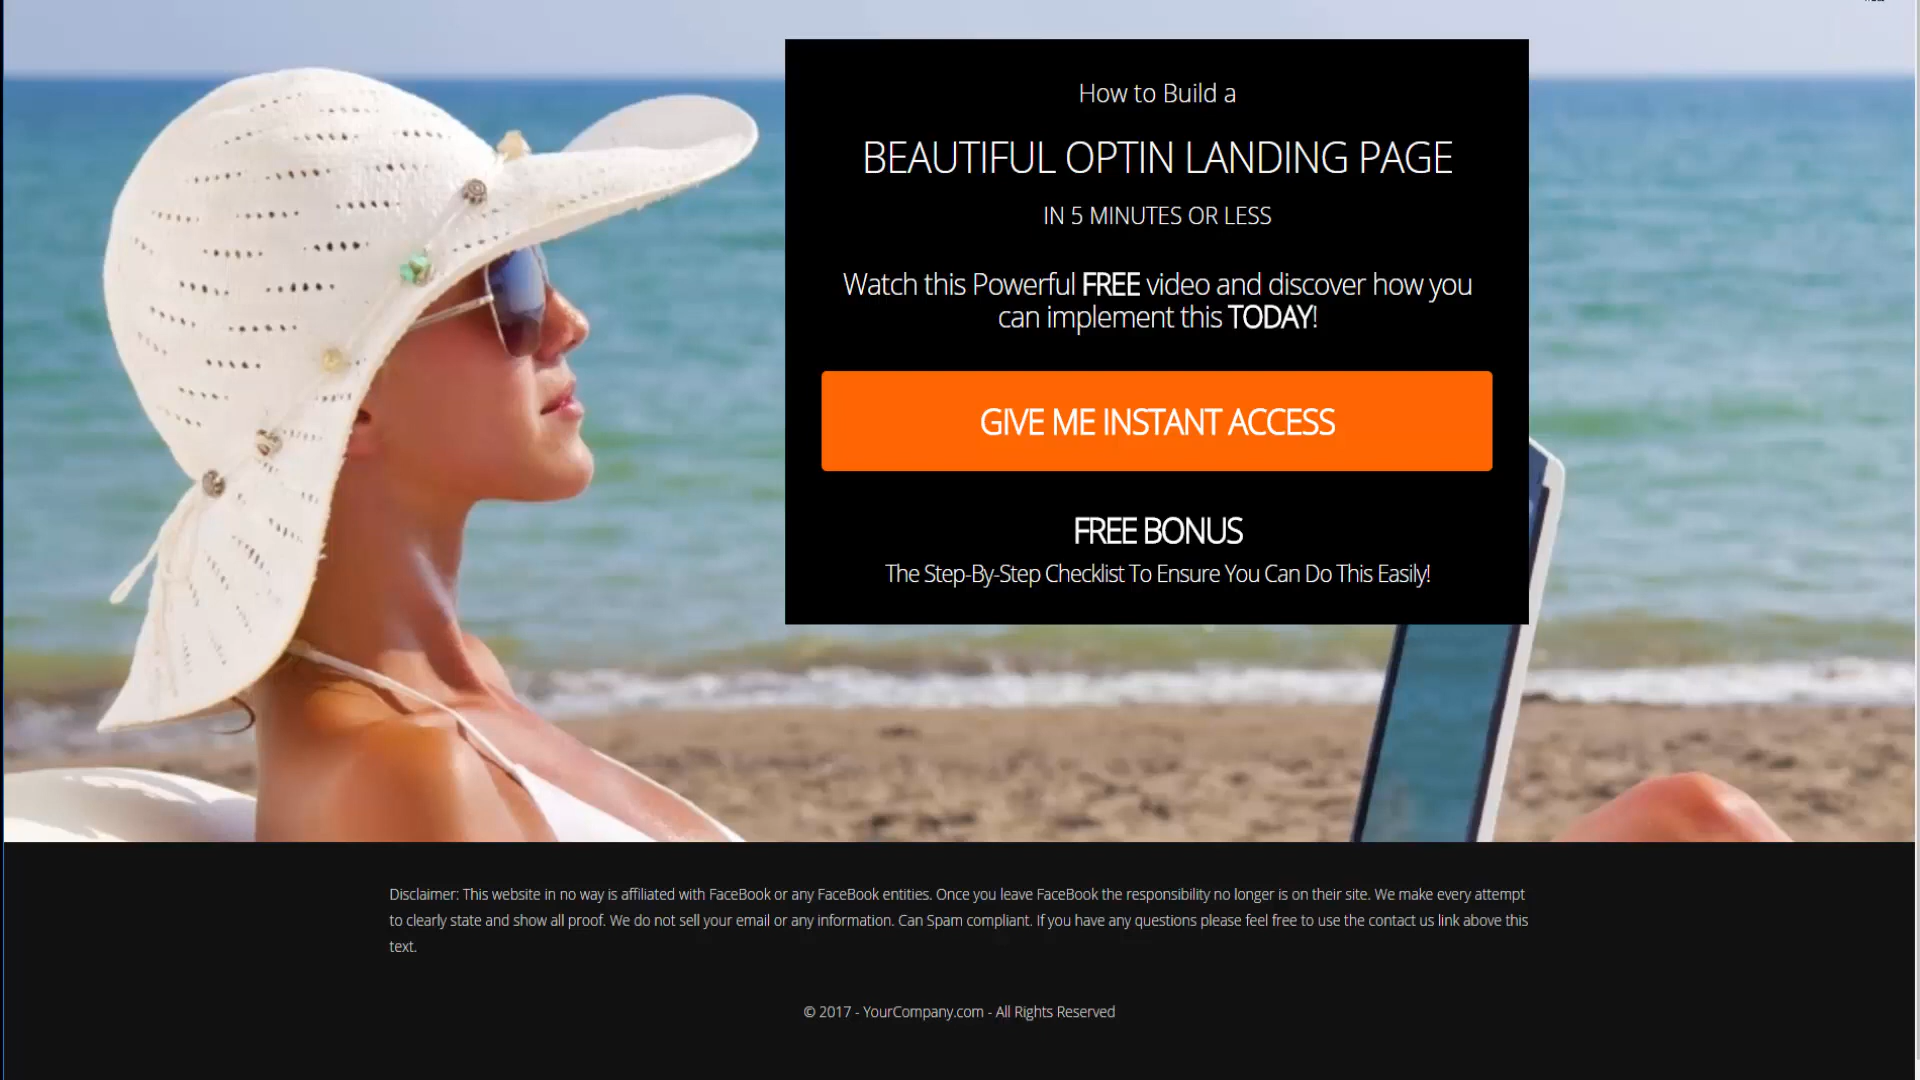 How to Build a
BEAUTIFUL OPTIN LANDING PAGE
IN 5 MINUTES OR LESS
Watch this Powerful FREE video and discover how you
can implement this TODAY!
GIVE ME INSTANT ACCESS
FREE BONUS
The Step-By-Step Checklist To Ensure You Can Do This Easily!
Disclaimer: This website in no way is affiliated with FaceBook or any FaceBook entities. Once you leave FaceBook the responsibility no longer is on their site. We make every attempt
to clearly state and show all proof. We do not sell your email or any information. Can Spam compliant. If you have any questions please feel free to use the contact us link above this
text.
© 2017 - YourCompany.com - All Rights Reserved